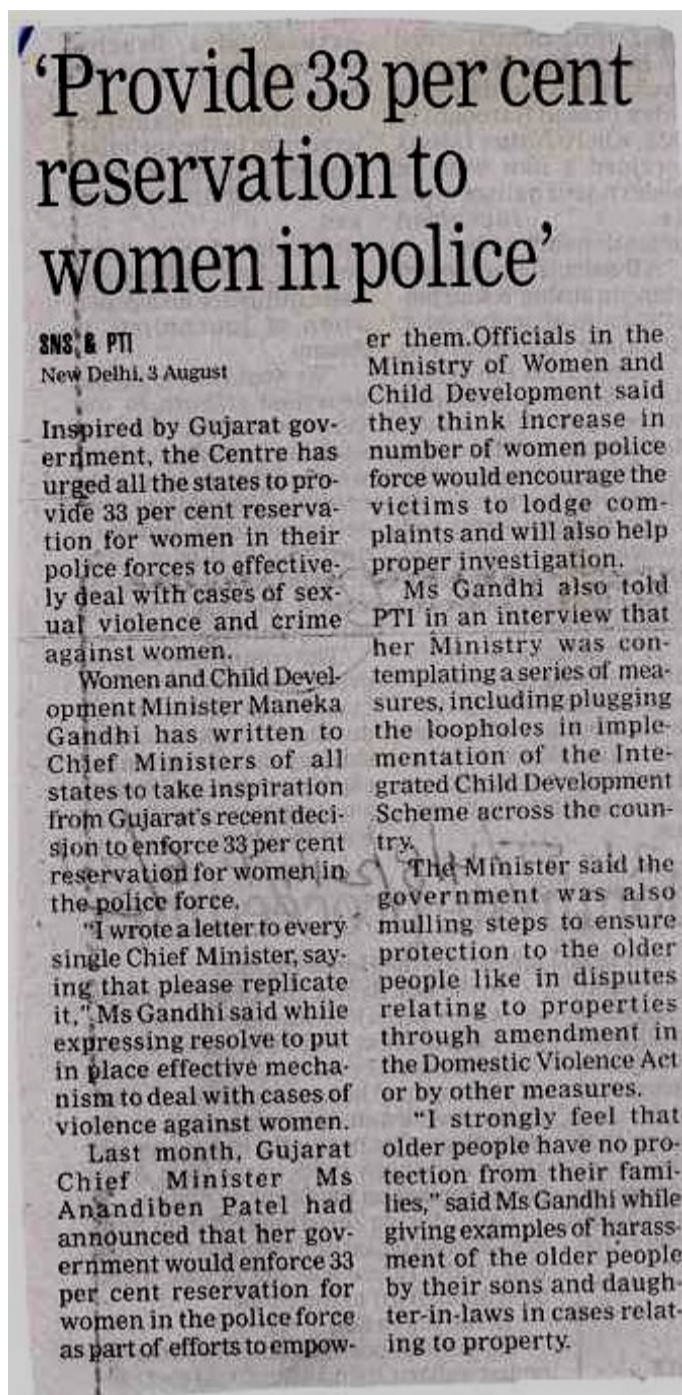 ‘Provide 33 per cent
reservation to
women in police’
SNS & PTI
New Delhi, 3 August
Inspired by Gujarat gov-
ernment, the Centre has
urged all the states to pro-
vide 33 per cent reserva-
tion for women in their
police forces to effective-
ly deal with cases of sex-
ual violence and crime
against women.
Women and Child Devel-
opment Minister Maneka
Gandhi has written to
Chief Ministers of all
states to take inspiration
from Gujarat's recent deci-
sion to enforce 33 per cent
reservation for women in
the police force.
“I wrote a letter to every
single Chief Minister, say-
ing that please replicate
it,” Ms Gandhi said while
expressing resolve to put
in place effective mecha-
nism to deal with cases of
violence against women.
Last month, Gujarat
Chief Minister Ms
Anandiben Patel had
announced that her gov-
ernment would enforce 33
per cent reservation for
women in the police force
as part of efforts to empow-
er them.Officials in the
Ministry of Women and
Child Development said
they think increase in
number of women police
force would encourage the
victims to lodge com-
plaints and will also help
proper investigation.
Ms Gandhi also told
PTI in an interview that
her Ministry was con-
templating a series of mea-
sures, including plugging
the loopholes in imple-
mentation of the Inte-
grated Child Development
Scheme across the coun-
try.
The Minister said the
government was also
mulling steps to ensure
protection to the older
people like in disputes
relating to properties
through amendment in
the Domestic Violence Act
or by other measures.
“I strongly feel that
older people have no pro-
tection from their fami-
lies,” said Ms Gandhi while
giving examples of harass-
ment of the older people
by their sons and daugh-
ter-in-laws in cases relat-
ing to property.